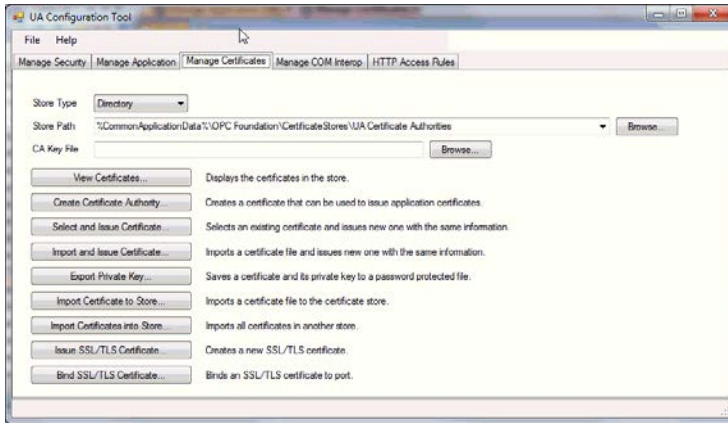 UA Configuration Tool
File Help
Manage Security Manage Application Manage Certificates Manage COM Interop HTTP Access Rules
Store Type Directory
Store Path %CommonApplicationData%\OPC Foundation\CertificateStores\UA Certificate Authorities Browse...
CA Key File Browse...
View Certificates... Displays the certificates in the store.
Create Certificate Authority... Creates a certificate that can be used to issue application certificates.
Select and Issue Certificate... Selects an existing certificate and issues new one with the same information.
Import and Issue Certificate... Imports a certificate file and issues new one with the same information.
Export Private Key... Saves a certificate and its private key to a password protected file.
Import Certificate to Store... Imports a certificate file to the certificate store.
Import Certificates into Store... Imports all certificates in another store.
Issue SSL/TLS Certificate... Creates a new SSL/TLS certificate.
Bind SSL/TLS Certificate... Binds an SSL/TLS certificate to port.